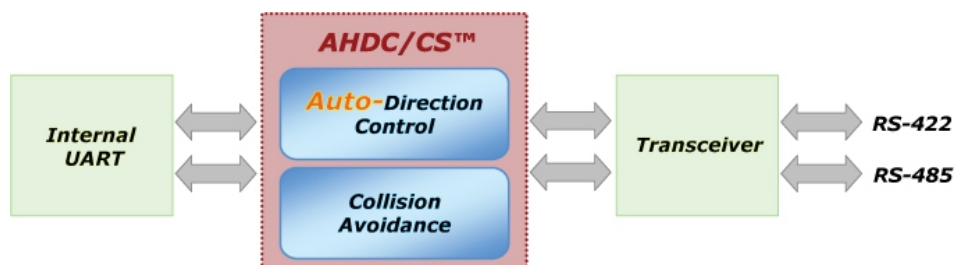 AHDC/CS™
Internal
UART
Auto-Direction
Control
Collision
Avoidance
Transceiver
RS-422
RS-485